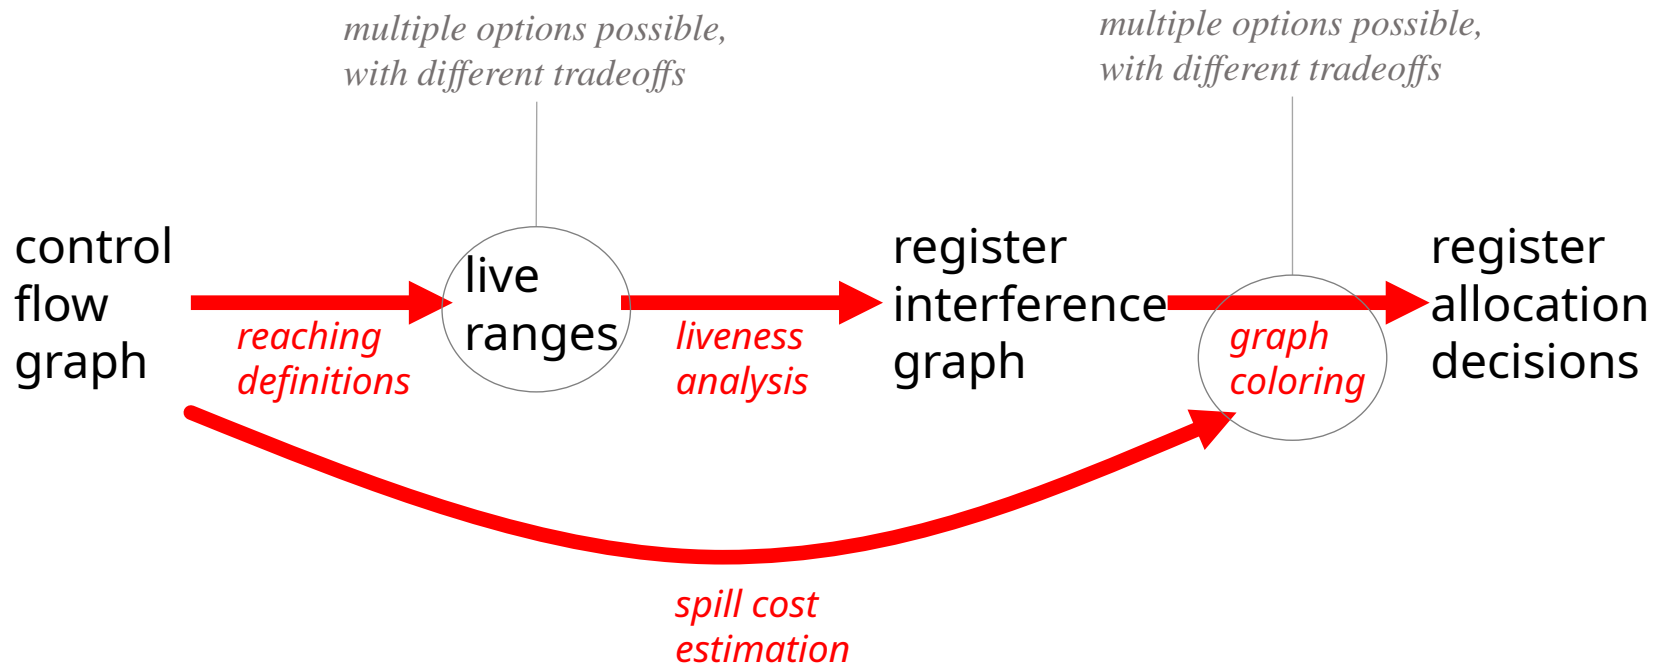 multiple options possible,
with different tradeoffs
multiple options possible,
with different tradeoffs
control
flow
graph
reaching
definitions
live
ranges
liveness
analysis
register
interference
graph
graph
coloring
register
allocation
decisions
spill cost
estimation